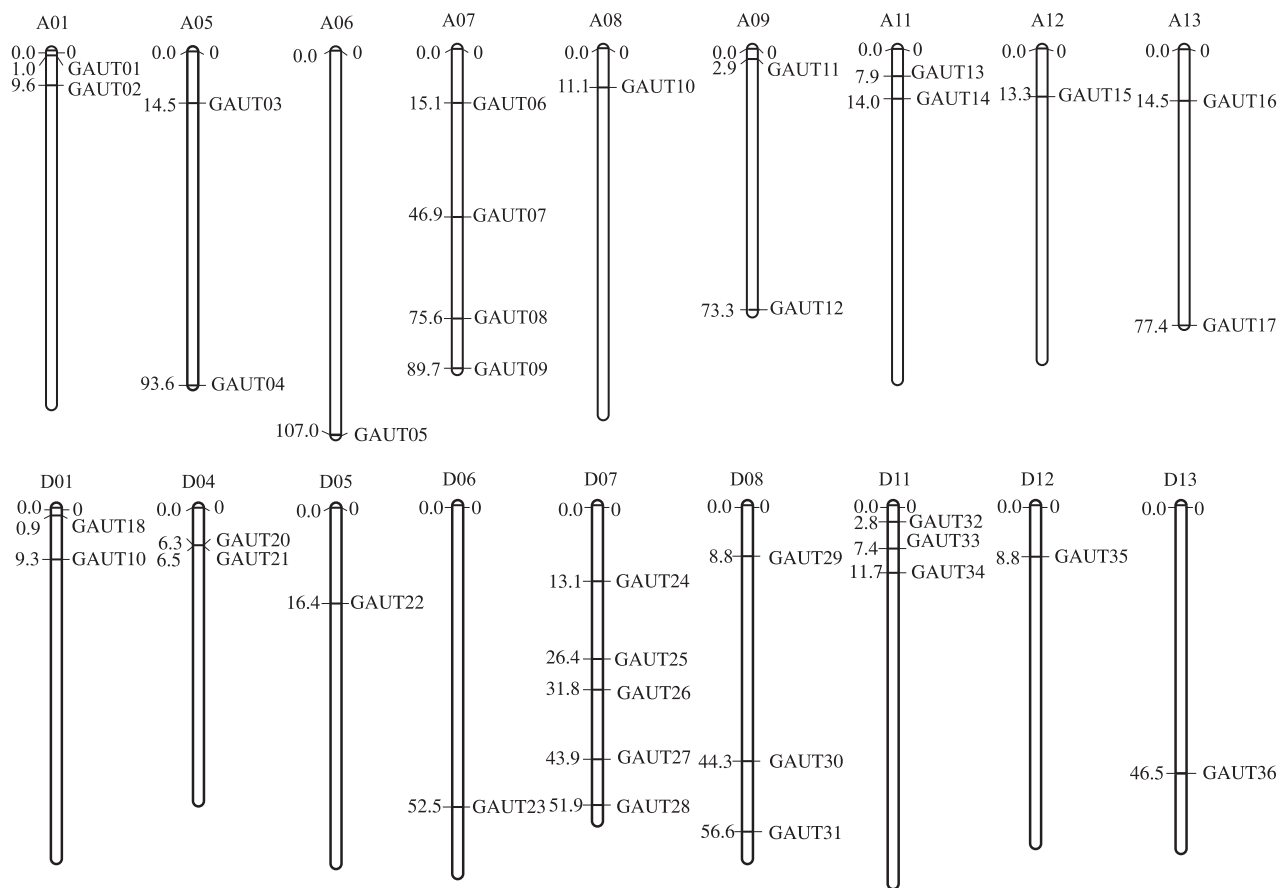 A01 A05 A06 A07 A08 A09 A11 A12 A13
0.0 0 0.0 0 0.0 0 0.0 0 0.0 0 0.0 0 0.0 0 0.0 0 0.0 0
1.0 GAUT01
9.6 GAUT02
14.5 GAUT03
93.6 GAUT04
107.0 GAUT05
15.1 GAUT06
46.9 GAUT07
75.6 GAUT08
89.7 GAUT09
11.1 GAUT10
2.9 GAUT11
73.3 GAUT12
7.9 GAUT13
14.0 GAUT14
13.3 GAUT15
14.5 GAUT16
77.4 GAUT17
D01 D04 D05 D06 D07 D08 D11 D12 D13
0.0 0 0.0 0 0.0 0 0.0 0 0.0 0 0.0 0 0.0 0 0.0 0 0.0 0
0.9 GAUT18
9.3 GAUT10
6.3 GAUT20
6.5 GAUT21
16.4 GAUT22
52.5 GAUT23
13.1 GAUT24
26.4 GAUT25
31.8 GAUT26
43.9 GAUT27
51.9 GAUT28
8.8 GAUT29
44.3 GAUT30
56.6 GAUT31
2.8 GAUT32
7.4 GAUT33
11.7 GAUT34
8.8 GAUT35
46.5 GAUT36